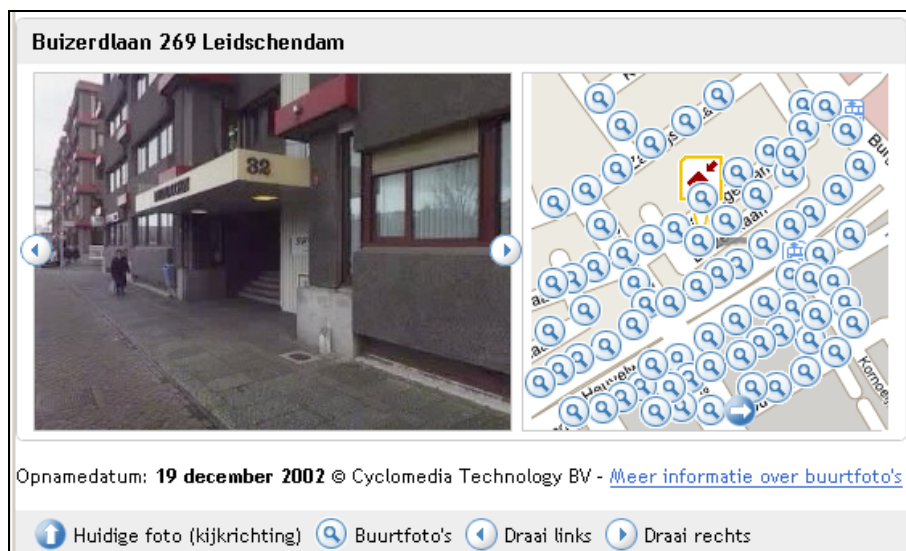 Buizerdlaan 269 Leidschendam
32
Opnamedatum: 19 december 2002 © Cyclomedia Technology BV - Meer informatie over buurtfoto's
Huidige foto (kijkrichting) Buurtfoto's Draai links Draai rechts